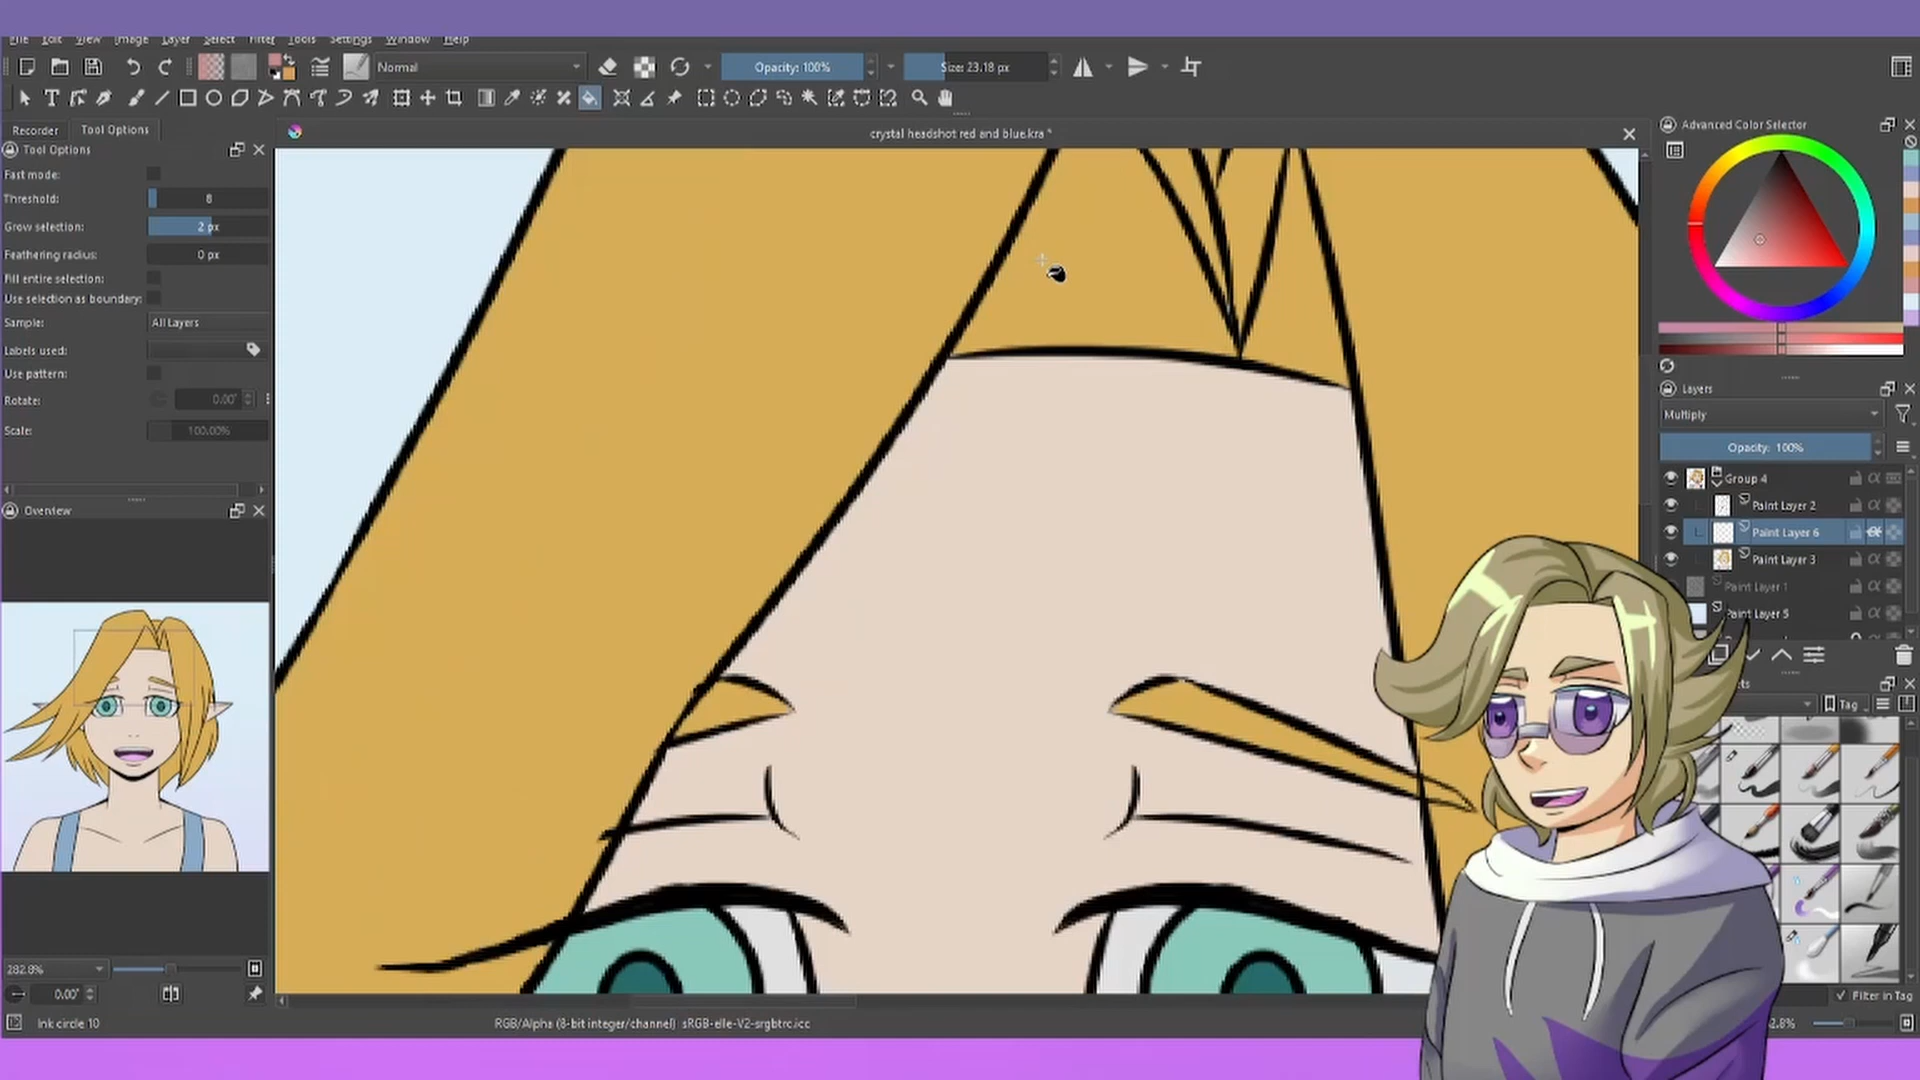 File Edit View Image Layer Select Filter Tools Settings Window Help
Normal
Opacity: 100%
Size: 23.18 px
Recorder
Tool Options
crystal headshot red and blue.kra *
Advanced Color Selector
Tool Options
Fast mode:
Threshold:
8
Grow selection:
2 px
Feathering radius:
0 px
Fill entire selection:
Use selection as boundary:
Sample:
All Layers
Labels used:
Use pattern:
Rotate:
0.00°
Scale:
100.00%
Overview
Layers
Multiply
Opacity: 100%
Group 4
Paint Layer 2
Paint Layer 6
Paint Layer 3
Paint Layer 1
Paint Layer 5
Tag
Filter in Tag
282.8%
0.00°
Ink circle 10
RGB/Alpha (8-bit integer/channel) sRGB-elle-V2-srgbtrc.icc